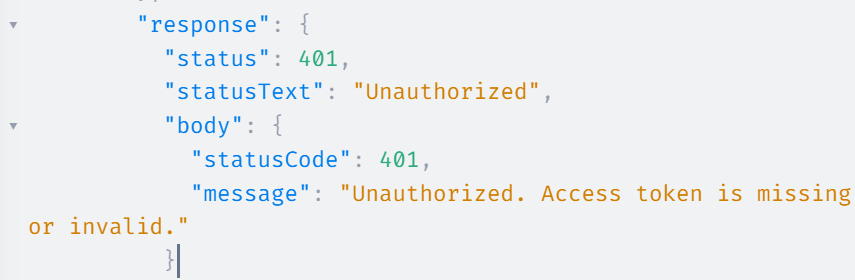 "response": {
"status": 401,
"statusText": "Unauthorized",
"body": {
"statusCode": 401,
"message": "Unauthorized. Access token is missing
or invalid."
}